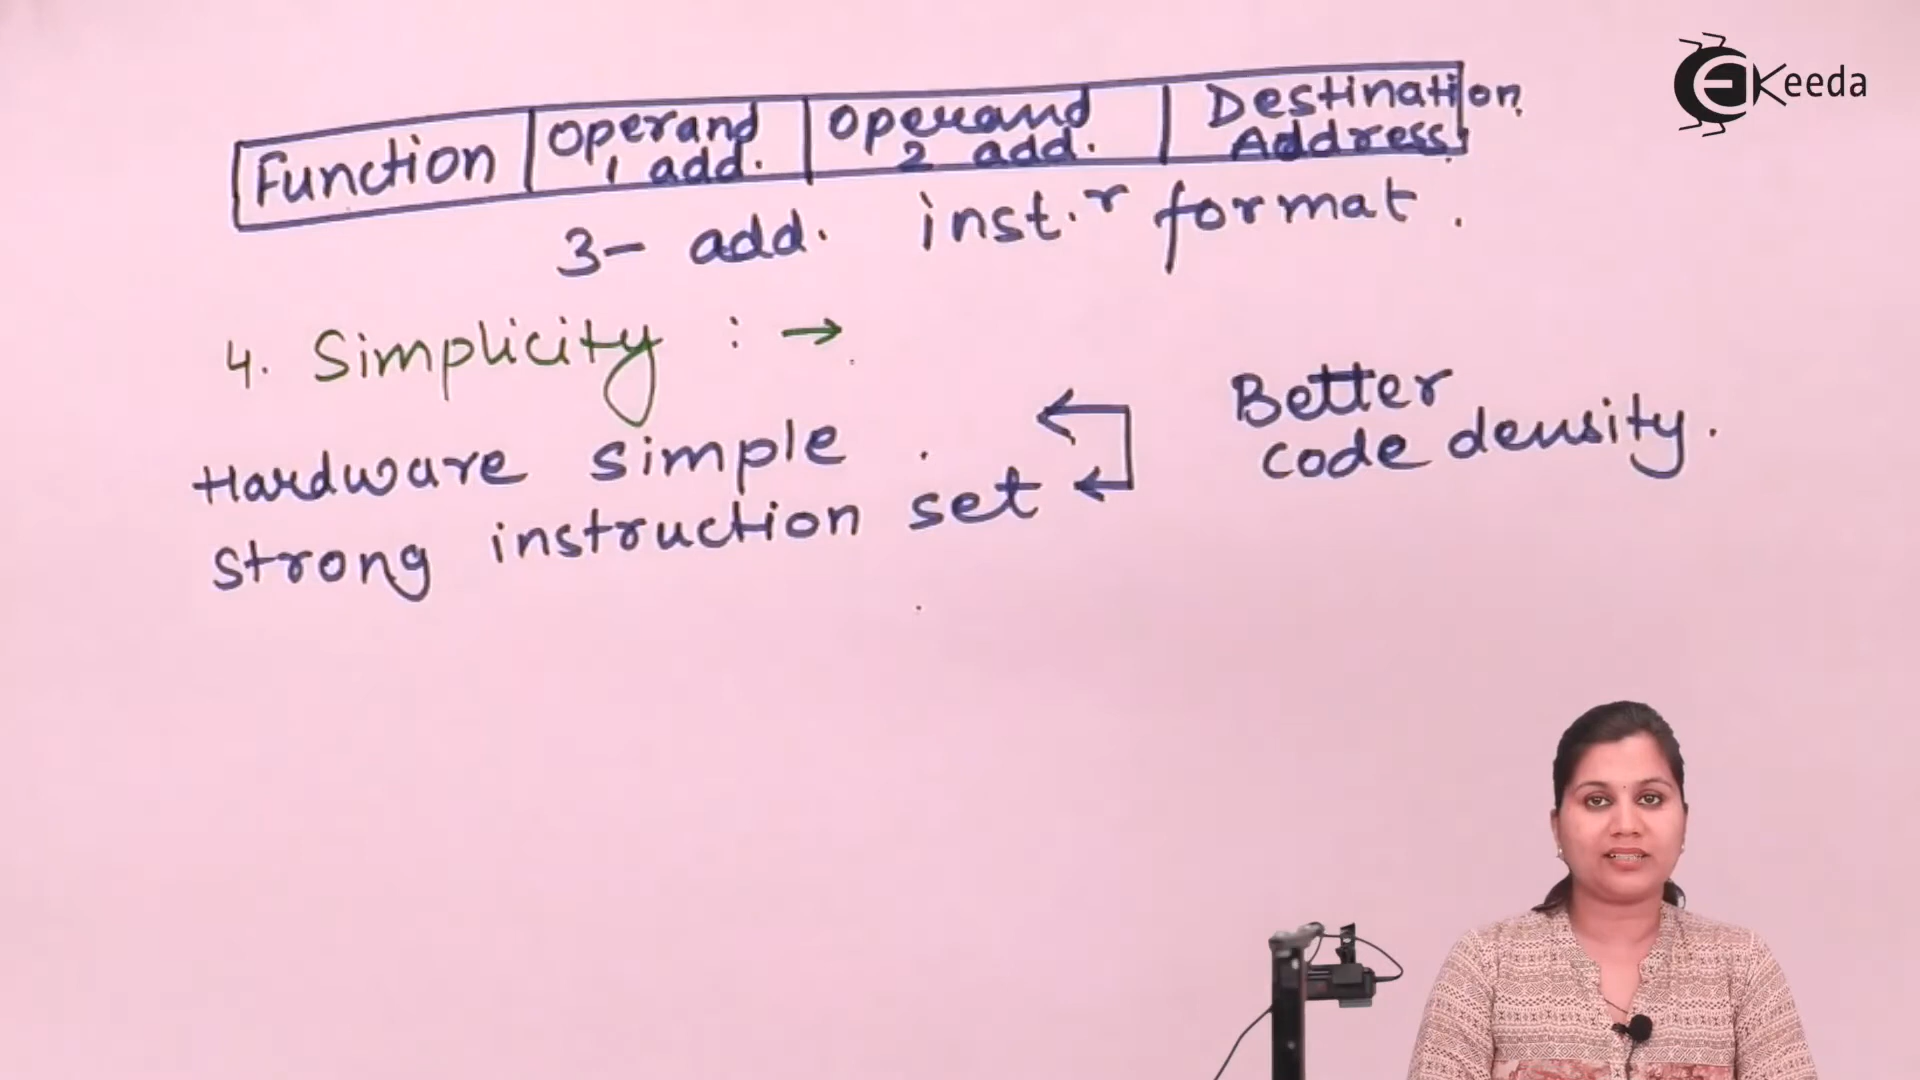 EKeeda
Function | Operand 1 add. | Operand 2 add. | Destination Address.
3- add. inst.r format.
4. Simplicity : →
Hardware simple.
strong instruction set
Better
code density.